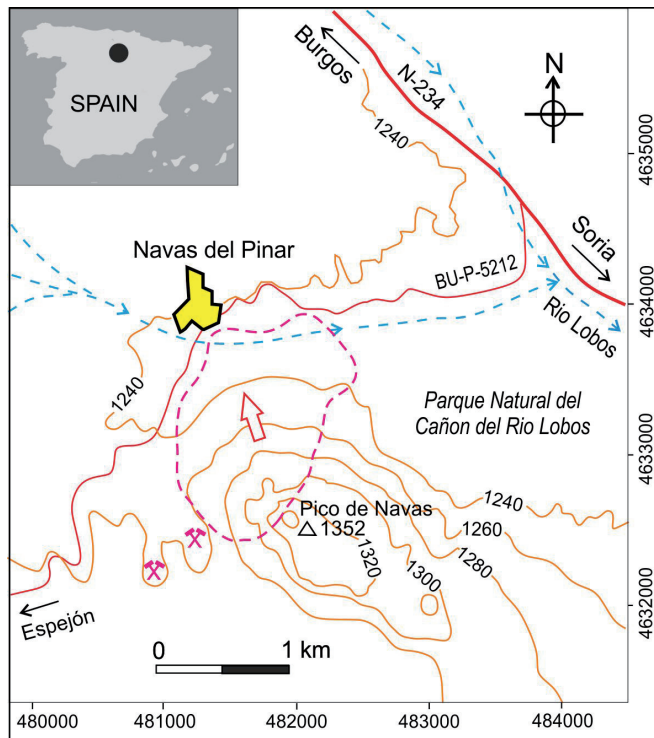 SPAIN
Burgos
N-234
N
1240
4635000
Navas del Pinar
Soria
BU-P-5212
4634000
Rio Lobos
1240
Parque Natural del
Cañon del Rio Lobos
4633000
1240
Pico de Navas
1352
1260
1320
1300
1280
4632000
Espejón
0 1 km
480000 481000 482000 483000 484000